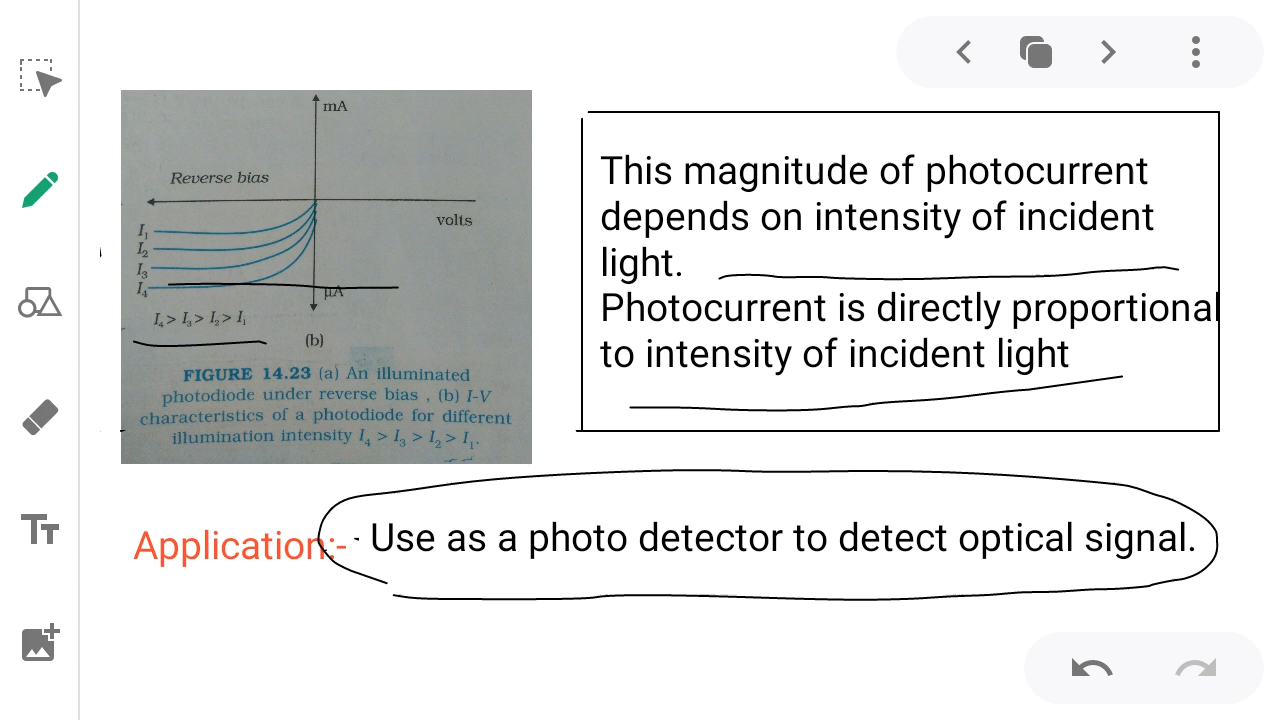 mA
Reverse bias
volts
I1
I2
I3
I4
μA
I4 > I3 > I2 > I1
(b)
FIGURE 14.23 (a) An illuminated
photodiode under reverse bias , (b) I-V
characteristics of a photodiode for different
illumination intensity I4 > I3 > I2 > I1.
This magnitude of photocurrent
depends on intensity of incident
light.
Photocurrent is directly proportional
to intensity of incident light
Application:-
Use as a photo detector to detect optical signal.
TT